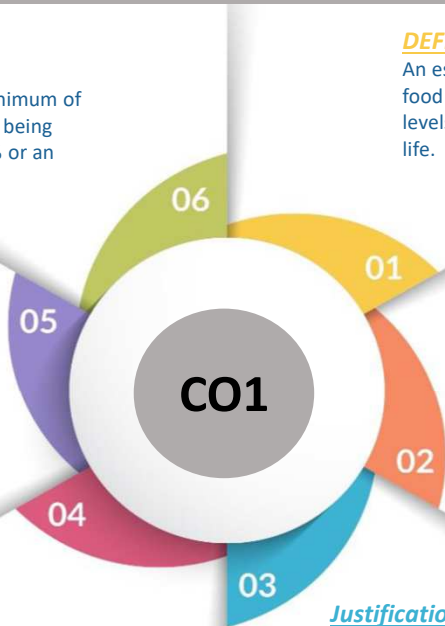 DEF
An es
food
level
life.
nimum of
being
or an
06
01
05
CO1
02
04
03
Justificatio